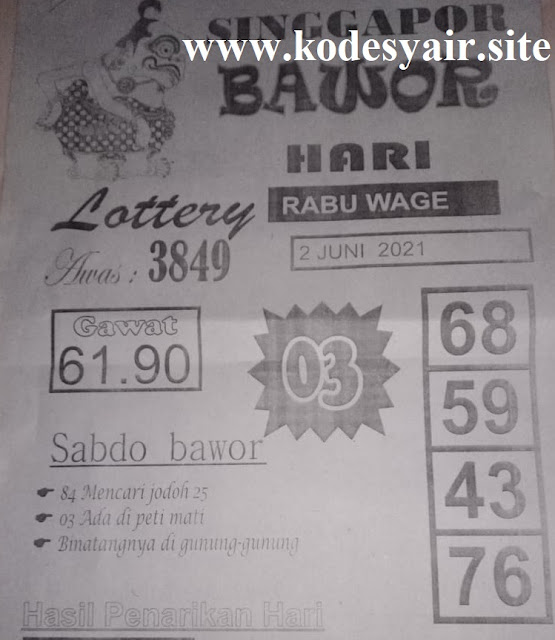 SINGGAPOR
www.kodesyair.site
BAWOR
HARI
Lottery
RABU WAGE
2 JUNI 2021
Awas : 3849
Gawat
61.90
03
68
59
43
76
Sabdo bawor
84 Mencari jodoh 25
03 Ada di peti mati
Binatangnya di gunung-gunung
Hasil Penarikan Hari